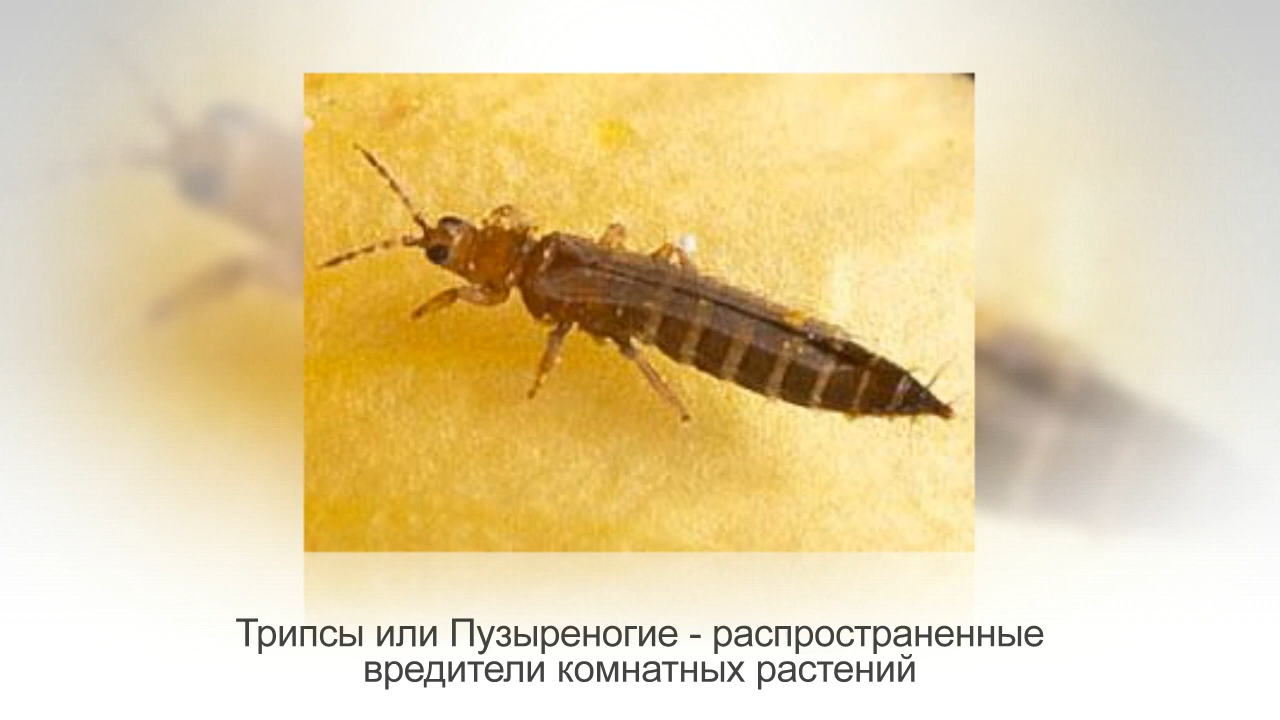 Трипсы или Пузыреногие - распространенные
вредители комнатных растений